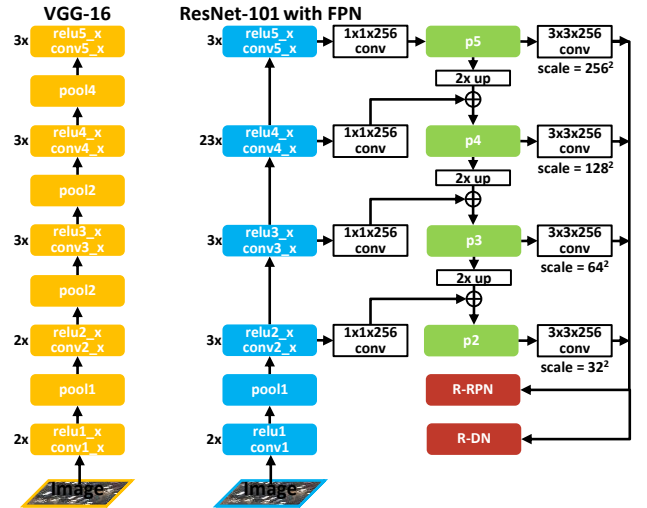 VGG-16
3x
relu5_x
conv5_x
pool4
3x
relu4_x
conv4_x
pool2
3x
relu3_x
conv3_x
pool2
2x
relu2_x
conv2_x
pool1
2x
relu1_x
conv1_x
Image
ResNet-101 with FPN
3x
relu5_x
conv5_x
1x1x256
conv
p5
3x3x256
conv
scale = 256²
2x up
23x
relu4_x
conv4_x
1x1x256
conv
p4
3x3x256
conv
scale = 128²
2x up
3x
relu3_x
conv3_x
1x1x256
conv
p3
3x3x256
conv
scale = 64²
2x up
3x
relu2_x
conv2_x
1x1x256
conv
p2
3x3x256
conv
scale = 32²
pool1
R-RPN
2x
relu1
conv1
R-DN
Image